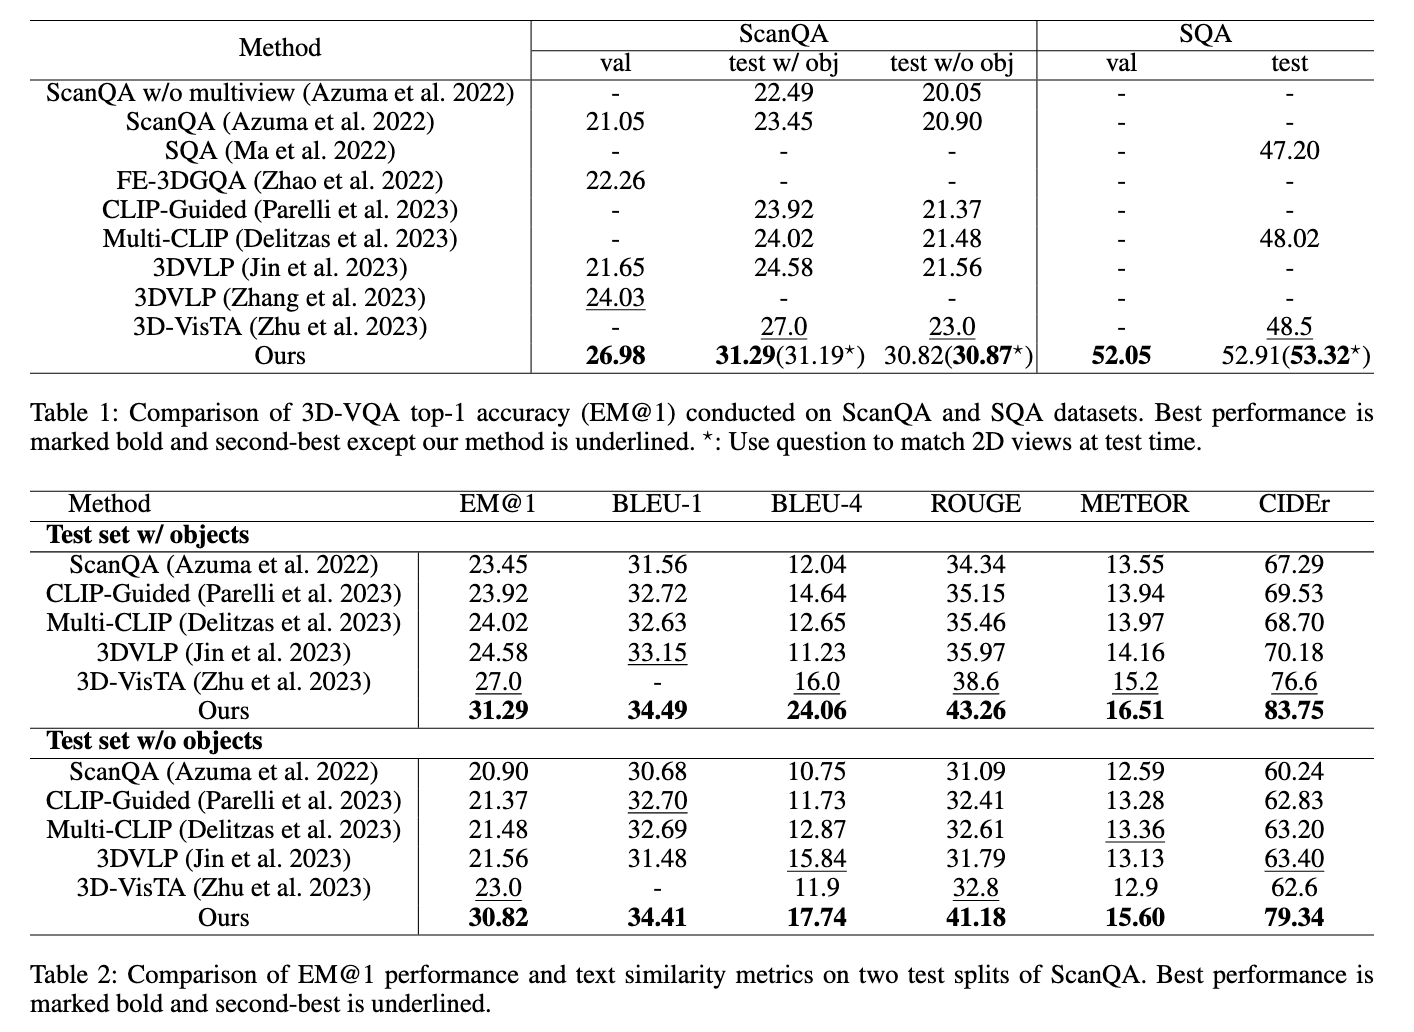 Method ScanQA SQA
val test w/ obj test w/o obj val test
ScanQA w/o multiview (Azuma et al. 2022) - 22.49 20.05 - -
ScanQA (Azuma et al. 2022) 21.05 23.45 20.90 - -
SQA (Ma et al. 2022) - - - - 47.20
FE-3DGQA (Zhao et al. 2022) 22.26 - - - -
CLIP-Guided (Parelli et al. 2023) - 23.92 21.37 - -
Multi-CLIP (Delitzas et al. 2023) - 24.02 21.48 - 48.02
3DVLP (Jin et al. 2023) 21.65 24.58 21.56 - -
3DVLP (Zhang et al. 2023) 24.03 - - - -
3D-VisTA (Zhu et al. 2023) - 27.0 23.0 - 48.5
Ours 26.98 31.29(31.19⋆) 30.82(30.87⋆) 52.05 52.91(53.32⋆)
Table 1: Comparison of 3D-VQA top-1 accuracy (EM@1) conducted on ScanQA and SQA datasets. Best performance is
marked bold and second-best except our method is underlined. ⋆: Use question to match 2D views at test time.
Method EM@1 BLEU-1 BLEU-4 ROUGE METEOR CIDEr
Test set w/ objects
ScanQA (Azuma et al. 2022) 23.45 31.56 12.04 34.34 13.55 67.29
CLIP-Guided (Parelli et al. 2023) 23.92 32.72 14.64 35.15 13.94 69.53
Multi-CLIP (Delitzas et al. 2023) 24.02 32.63 12.65 35.46 13.97 68.70
3DVLP (Jin et al. 2023) 24.58 33.15 11.23 35.97 14.16 70.18
3D-VisTA (Zhu et al. 2023) 27.0 - 16.0 38.6 15.2 76.6
Ours 31.29 34.49 24.06 43.26 16.51 83.75
Test set w/o objects
ScanQA (Azuma et al. 2022) 20.90 30.68 10.75 31.09 12.59 60.24
CLIP-Guided (Parelli et al. 2023) 21.37 32.70 11.73 32.41 13.28 62.83
Multi-CLIP (Delitzas et al. 2023) 21.48 32.69 12.87 32.61 13.36 63.20
3DVLP (Jin et al. 2023) 21.56 31.48 15.84 31.79 13.13 63.40
3D-VisTA (Zhu et al. 2023) 23.0 - 11.9 32.8 12.9 62.6
Ours 30.82 34.41 17.74 41.18 15.60 79.34
Table 2: Comparison of EM@1 performance and text similarity metrics on two test splits of ScanQA. Best performance is
marked bold and second-best is underlined.